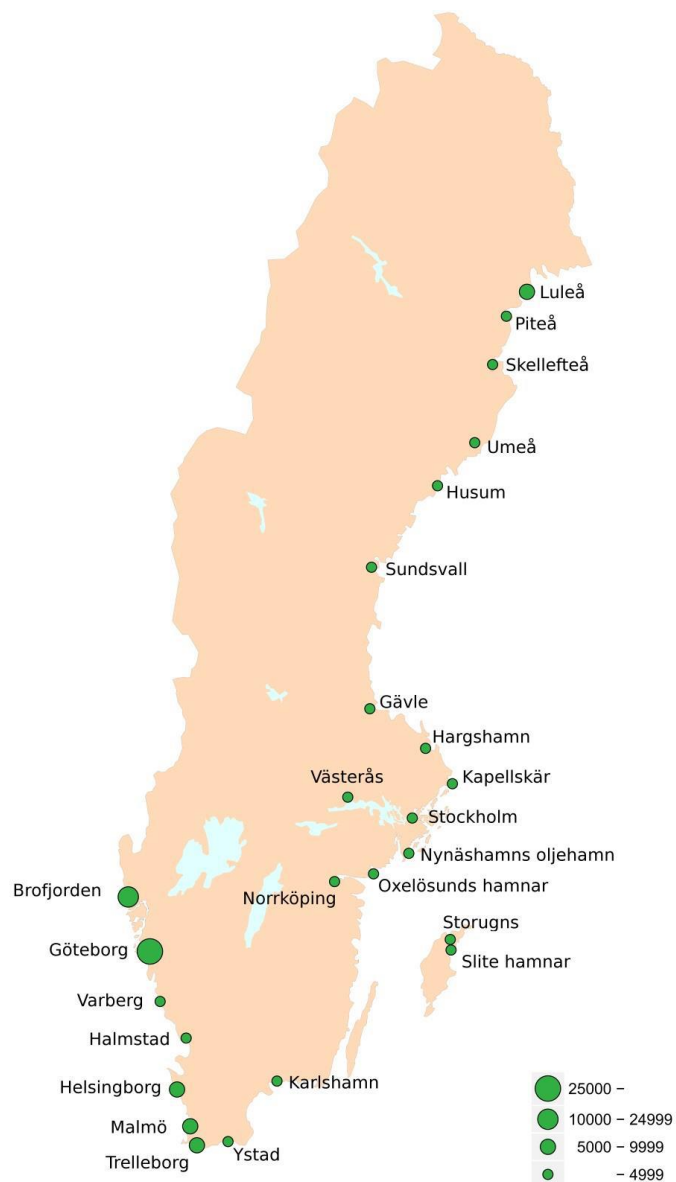 Luleå
Piteå
Skellefteå
Umeå
Husum
Sundsvall
Gävle
Hargshamn
Västerås
Kapellskär
Stockholm
Nynäshamns oljehamn
Oxelösunds hamnar
Norrköping
Brofjorden
Storugns
Göteborg
Slite hamnar
Varberg
Halmstad
Helsingborg
Karlshamn
Malmö
Ystad
Trelleborg
25000 –
10000 – 24999
5000 – 9999
– 4999